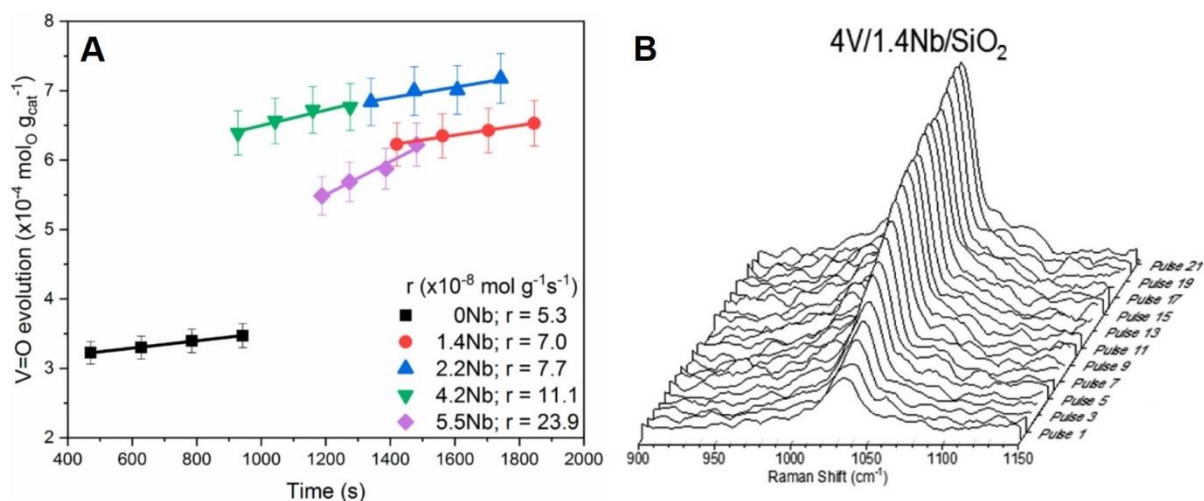 A
V=O evolution (x10⁻⁴ molO gcat⁻¹)
8
7
6
5
4
3
2
400 600 800 1000 1200 1400 1600 1800 2000
Time (s)
r (x10⁻⁸ mol g⁻¹s⁻¹)
0Nb; r = 5.3
1.4Nb; r = 7.0
2.2Nb; r = 7.7
4.2Nb; r = 11.1
5.5Nb; r = 23.9
B
4V/1.4Nb/SiO₂
Pulse 21
Pulse 19
Pulse 17
Pulse 15
Pulse 13
Pulse 11
Pulse 9
Pulse 7
Pulse 5
Pulse 3
Pulse 1
900 950 1000 1050 1100 1150
Raman Shift (cm⁻¹)